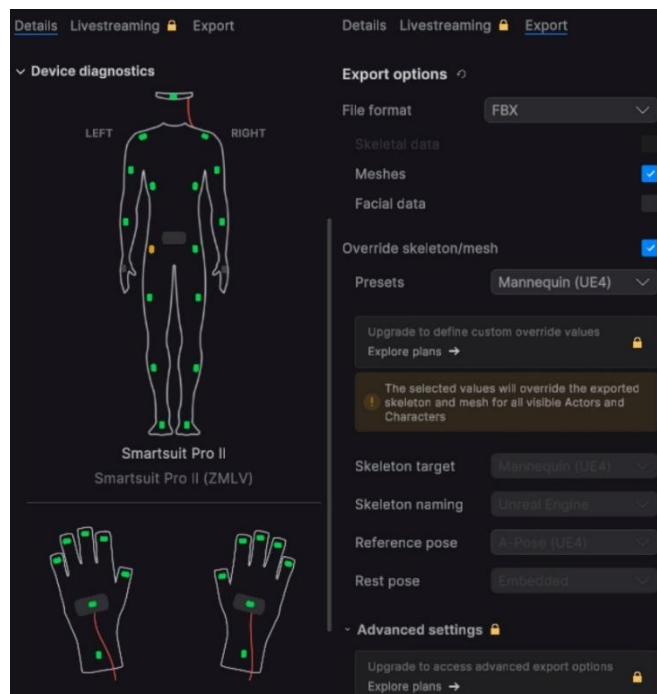 Details Livestreaming Export
Device diagnostics
LEFT
RIGHT
Smartsuit Pro II
Smartsuit Pro II (ZMLV)
Details Livestreaming Export
Export options
File format FBX
Skeletal data
Meshes
Facial data
Override skeleton/mesh
Presets Mannequin (UE4)
Upgrade to define custom override values
Explore plans →
The selected values will override the exported
skeleton and mesh for all visible Actors and
Characters
Skeleton target Mannequin (UE4)
Skeleton naming Unreal Engine
Reference pose A-Pose (UE4)
Rest pose Embedded
Advanced settings
Upgrade to access advanced export options
Explore plans →